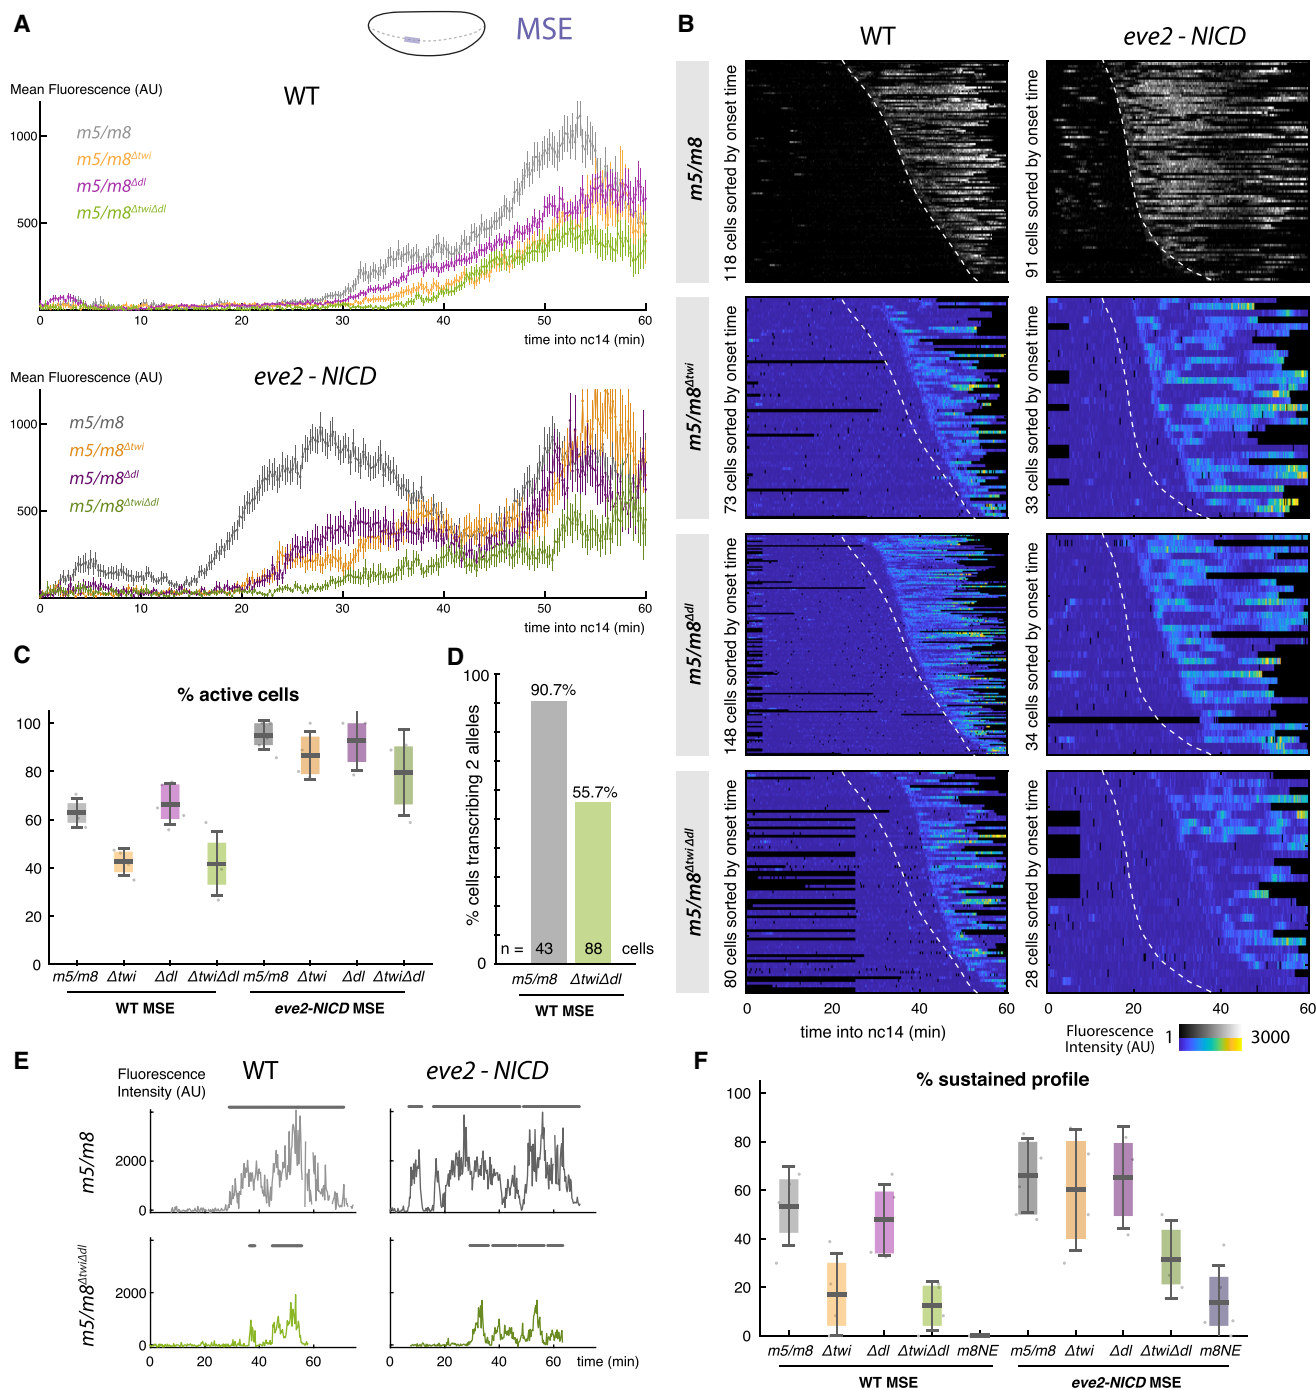 A
MSE
Mean Fluorescence (AU)
WT
1000
500
m5/m8
m5/m8Δtwi
m5/m8Δdl
m5/m8ΔtwiΔdl
0 10 20 30 40 50 60
time into nc14 (min)
Mean Fluorescence (AU)
eve2 - NICD
1000
500
m5/m8
m5/m8Δtwi
m5/m8Δdl
m5/m8ΔtwiΔdl
0 10 20 30 40 50 60
time into nc14 (min)
B
WT
eve2 - NICD
m5/m8
118 cells sorted by onset time
91 cells sorted by onset time
m5/m8Δtwi
73 cells sorted by onset time
33 cells sorted by onset time
m5/m8Δdl
148 cells sorted by onset time
34 cells sorted by onset time
m5/m8Δtwi Δdl
80 cells sorted by onset time
28 cells sorted by onset time
0 20 40 60
0 20 40 60
time into nc14 (min)
Fluorescence
Intensity (AU)
1
3000
C
% active cells
100
80
60
40
20
0
m5/m8 Δtwi Δdl ΔtwiΔdl m5/m8 Δtwi Δdl ΔtwiΔdl
WT MSE
eve2-NICD MSE
D
% cells transcribing 2 alleles
100
0
90.7%
55.7%
n = 43 88 cells
m5/m8 ΔtwiΔdl
WT MSE
E
Fluorescence
Intensity (AU)
WT
eve2 - NICD
m5/m8
2000
0
m5/m8ΔtwiΔdl
2000
0
0 20 40 60
0 20 40 60
time (min)
F
% sustained profile
100
80
60
40
20
0
m5/m8 Δtwi Δdl ΔtwiΔdl m8NE m5/m8 Δtwi Δdl ΔtwiΔdl m8NE
WT MSE
eve2-NICD MSE